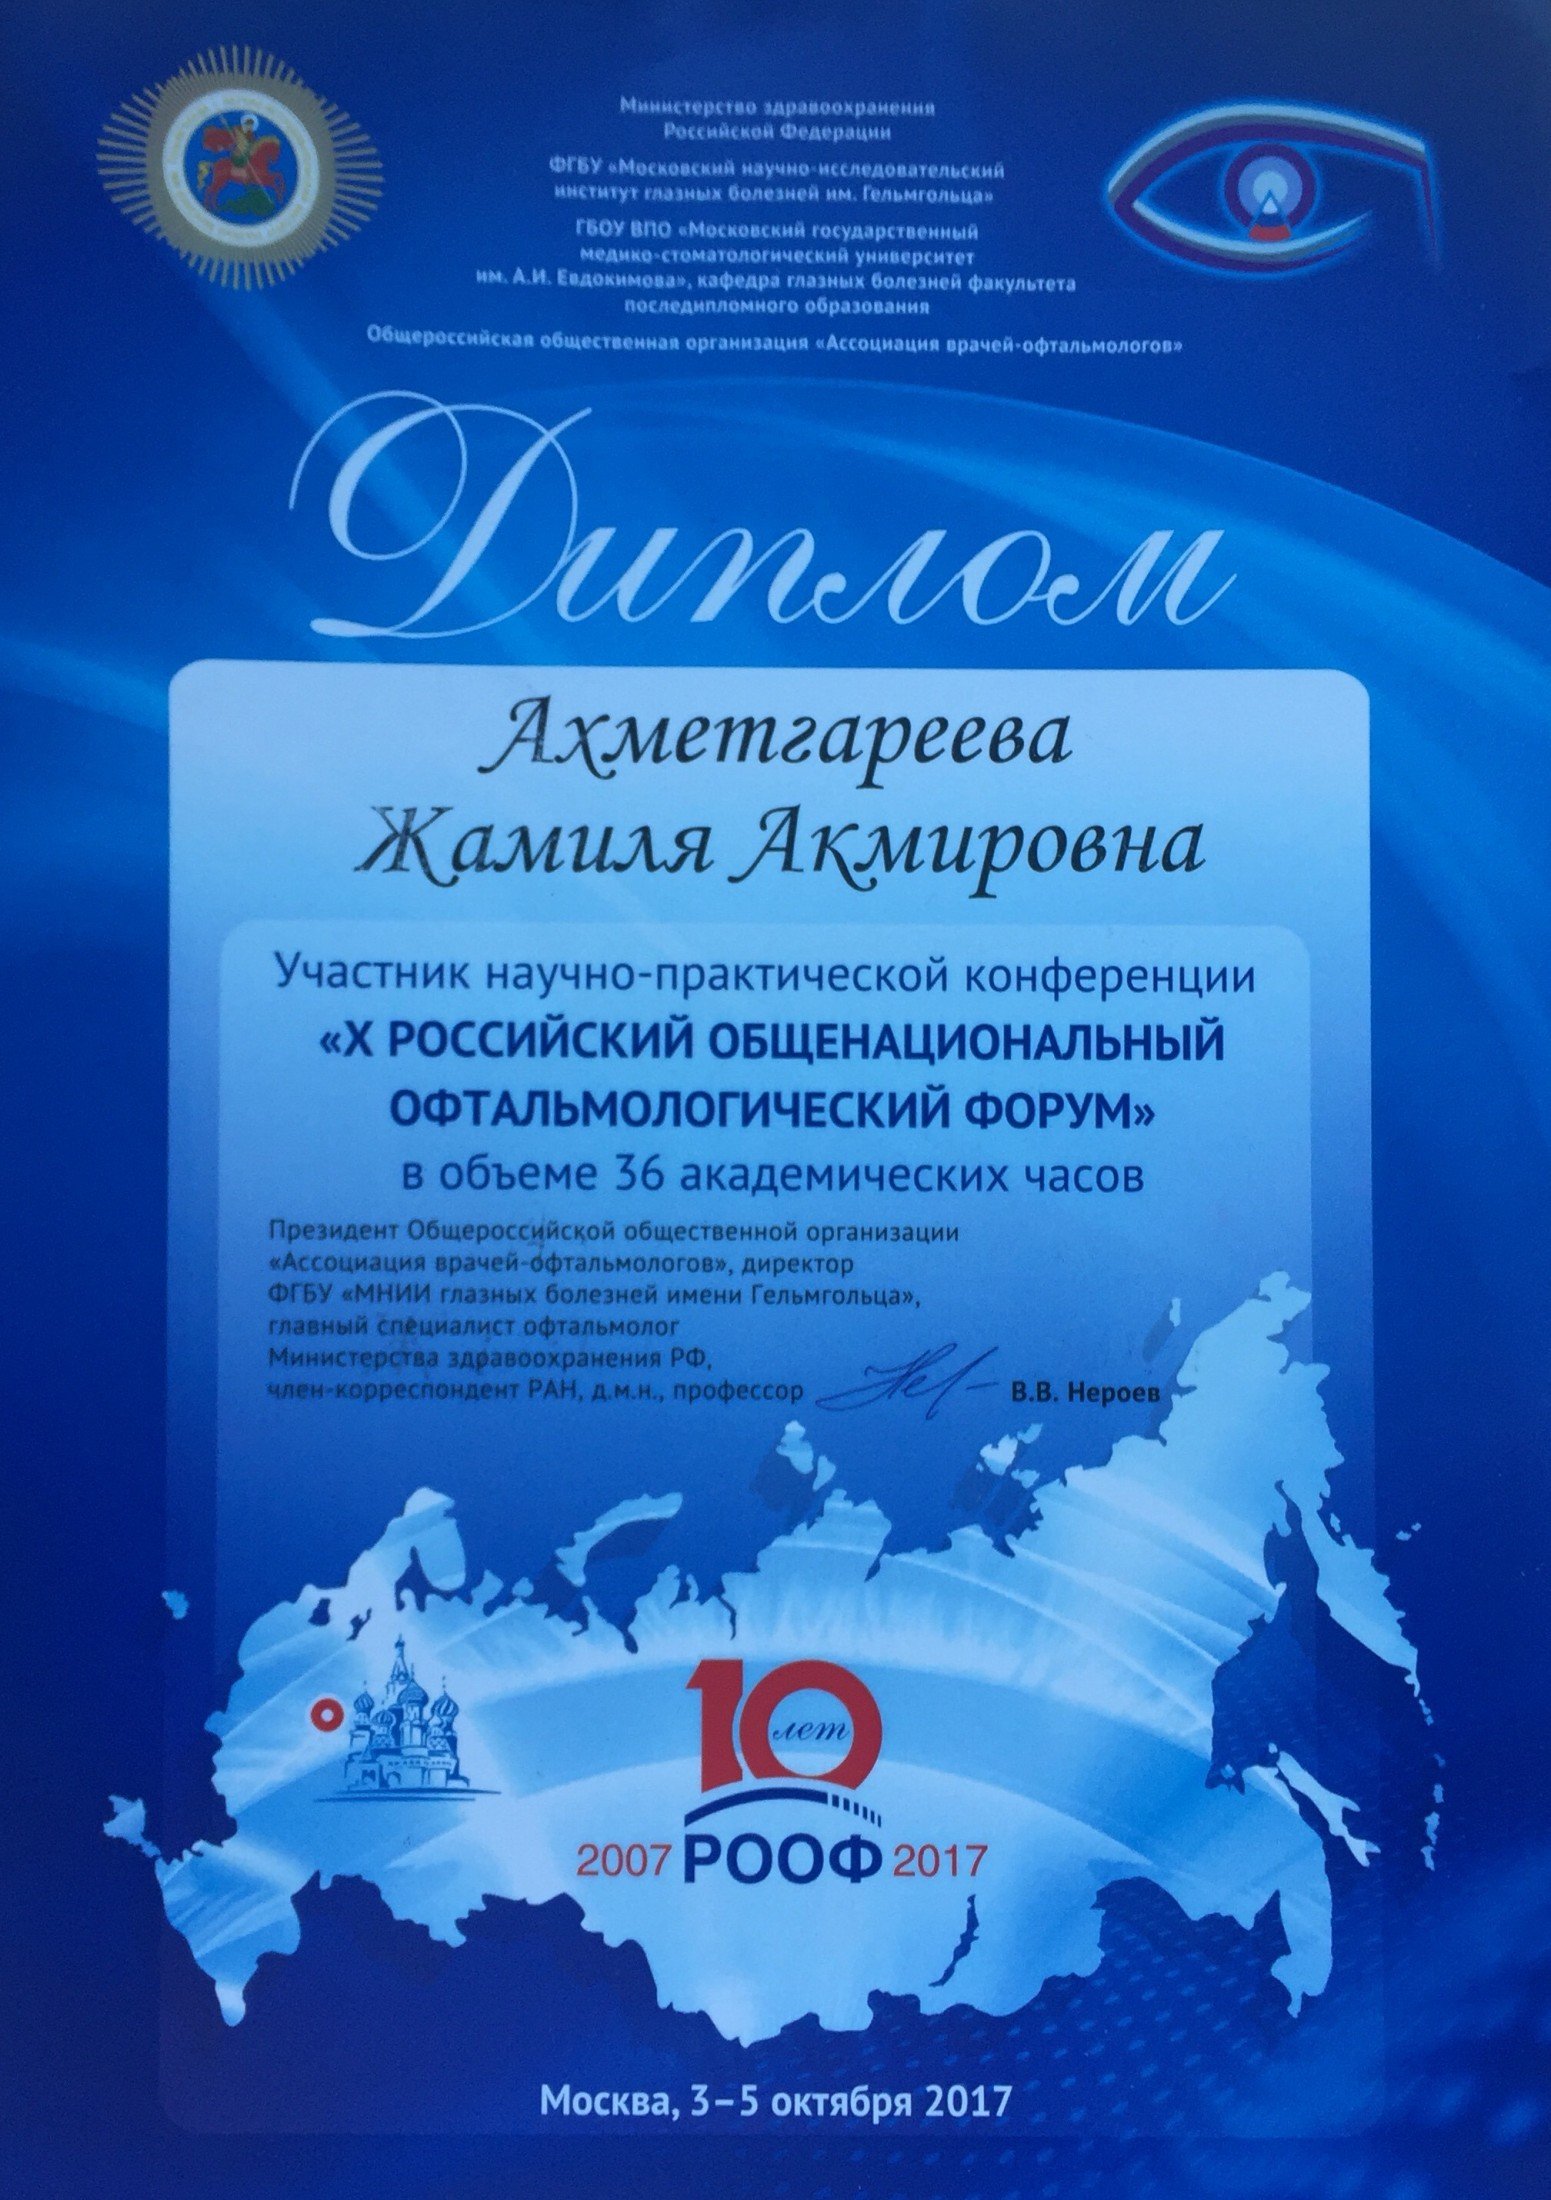 Министерство здравоохранения
Российской Федерации
ФГБУ «Московский научно-исследовательский
институт глазных болезней им. Гельмгольца»
ГБОУ ВПО «Московский государственный
медико-стоматологический университет
им. А.И. Евдокимова», кафедра глазных болезней факультета
последипломного образования
Общероссийская общественная организация «Ассоциация врачей-офтальмологов»
Диплом
Ахметгареева
Жамиля Акмировна
Участник научно-практической конференции
«X РОССИЙСКИЙ ОБЩЕНАЦИОНАЛЬНЫЙ
ОФТАЛЬМОЛОГИЧЕСКИЙ ФОРУМ»
в объеме 36 академических часов
Президент Общероссийской общественной организации
«Ассоциация врачей-офтальмологов», директор
ФГБУ «МНИИ глазных болезней имени Гельмгольца»,
главный специалист офтальмолог
Министерства здравоохранения РФ,
член-корреспондент РАН, д.м.н., профессор В.В. Нероев
10 лет
2007 РООФ 2017
Москва, 3–5 октября 2017